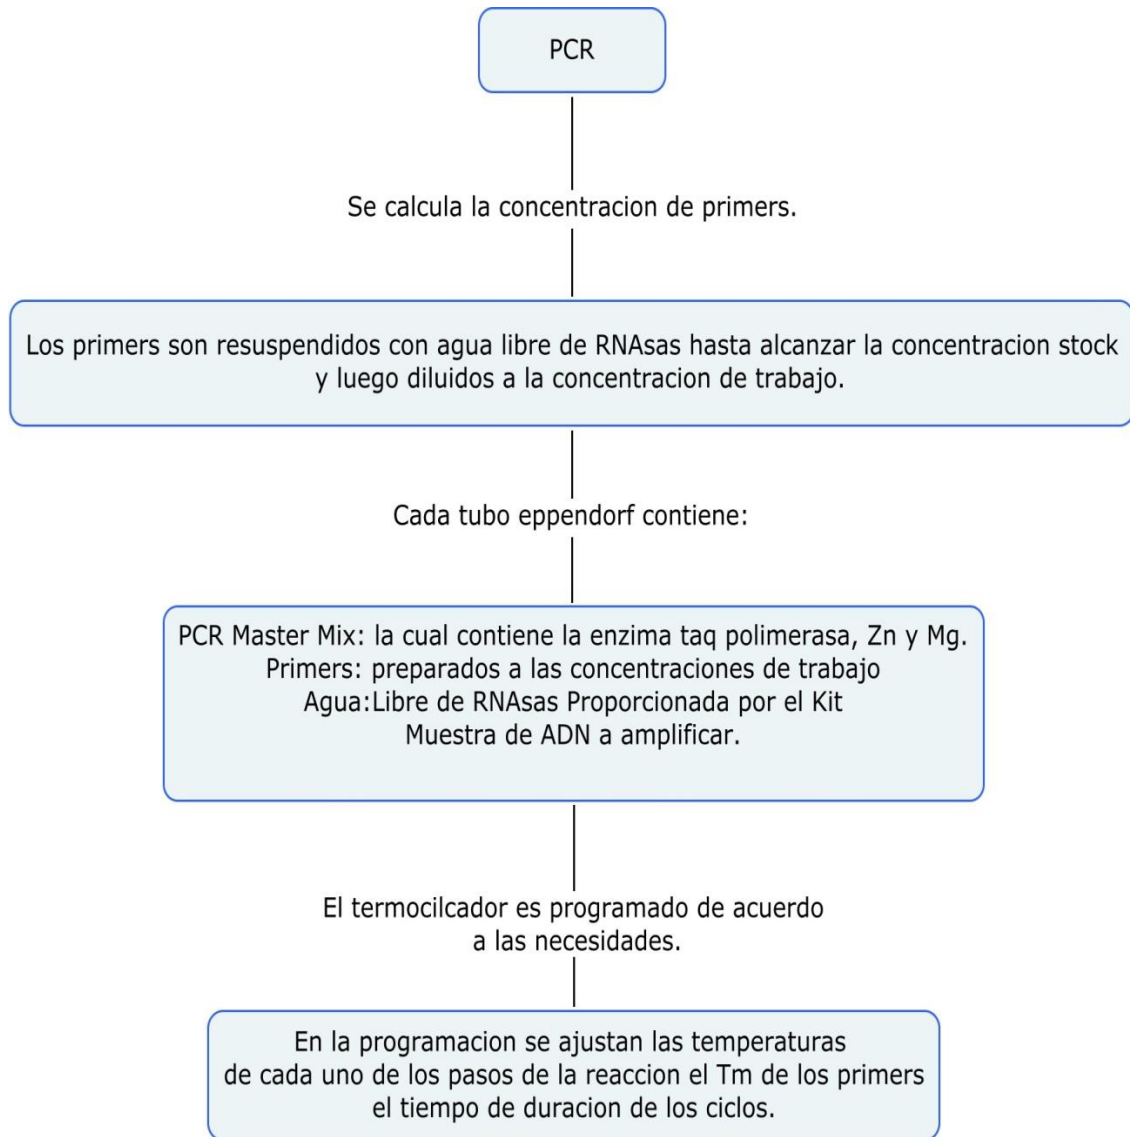 PCR
Se calcula la concentracion de primers.
Los primers son resuspendidos con agua libre de RNAsas hasta alcanzar la concentracion stock
y luego diluidos a la concentracion de trabajo.
Cada tubo eppendorf contiene:
PCR Master Mix: la cual contiene la enzima taq polimerasa, Zn y Mg.
Primers: preparados a las concentraciones de trabajo
Agua:Libre de RNAsas Proporcionada por el Kit
Muestra de ADN a amplificar.
El termocilcador es programado de acuerdo
a las necesidades.
En la programacion se ajustan las temperaturas
de cada uno de los pasos de la reaccion el Tm de los primers
el tiempo de duracion de los ciclos.